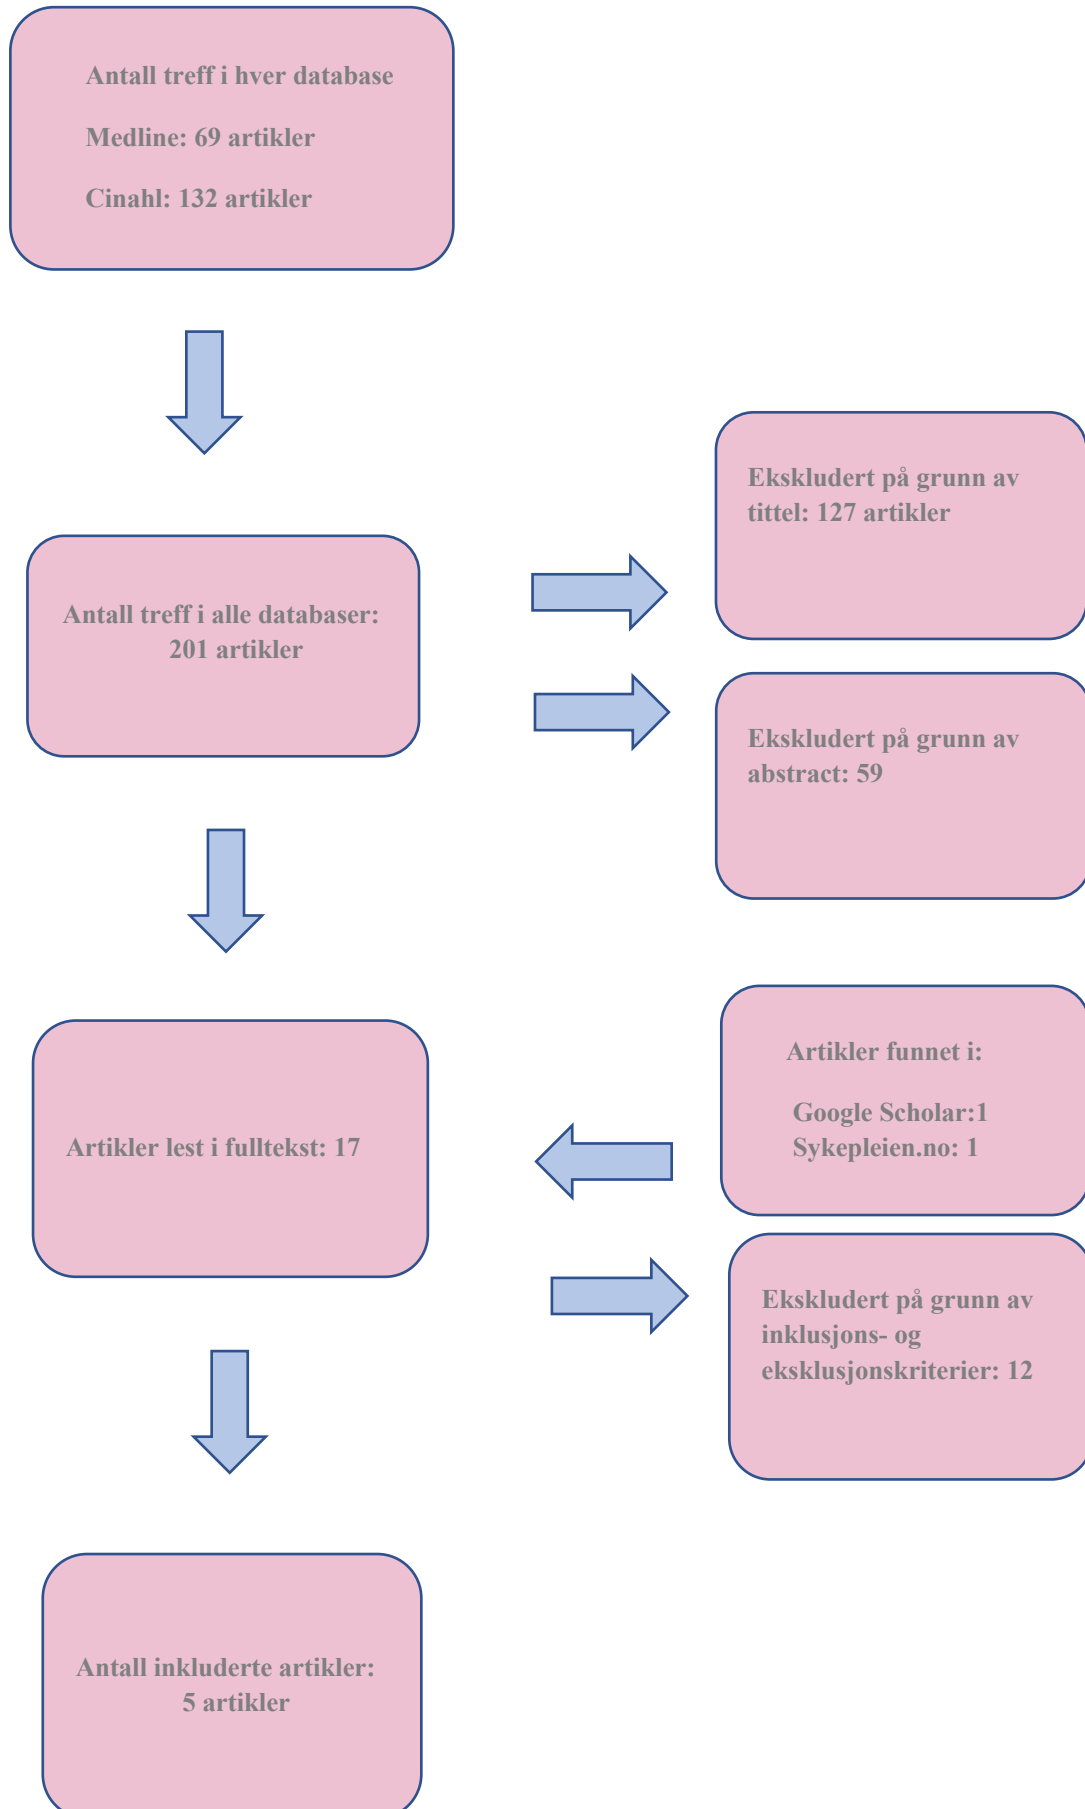 Antall treff i hver database
Medline: 69 artikler
Cinahl: 132 artikler
Ekskludert på grunn av
tittel: 127 artikler
Antall treff i alle databaser:
201 artikler
Ekskludert på grunn av
abstract: 59
Artikler funnet i:
Google Scholar:1
Sykepleien.no: 1
Artikler lest i fulltekst: 17
Ekskludert på grunn av
inklusjons- og
eksklusjonskriterier: 12
Antall inkluderte artikler:
5 artikler